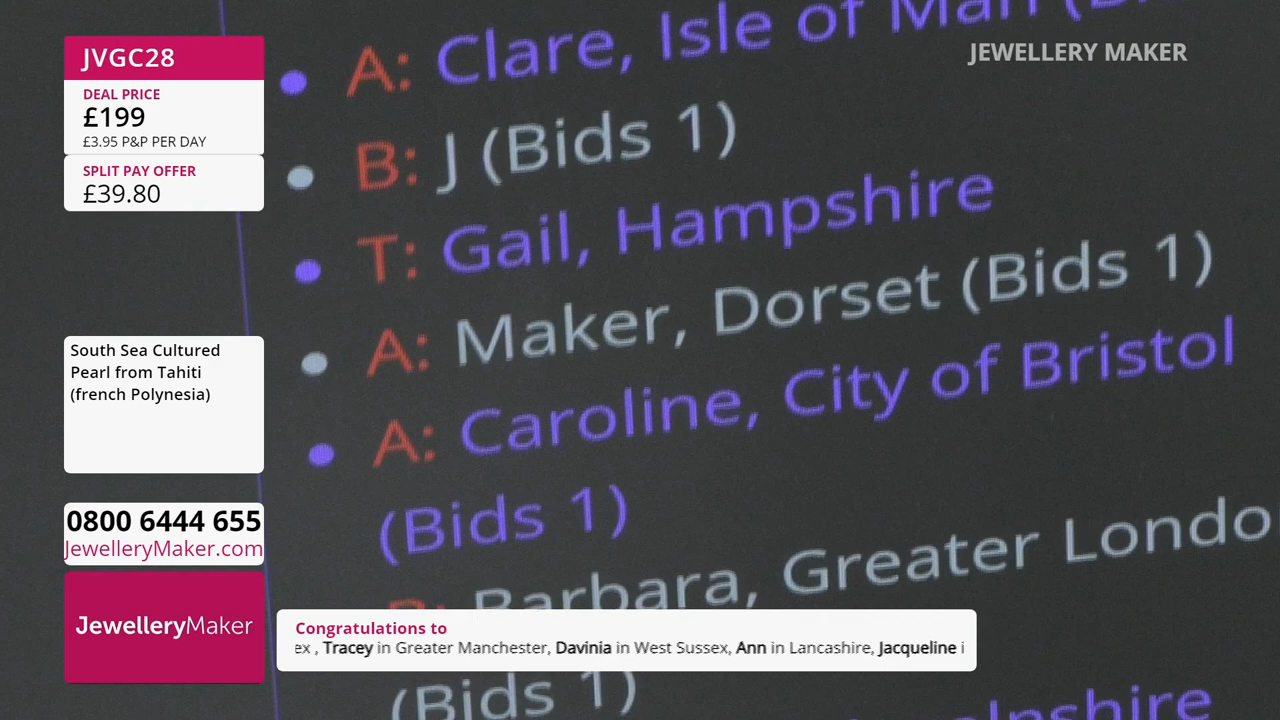 JVGC28
DEAL PRICE
£199
£3.95 P&P PER DAY
SPLIT PAY OFFER
£39.80
South Sea Cultured
Pearl from Tahiti
(french Polynesia)
0800 6444 655
JewelleryMaker.com
JewelleryMaker
JEWELLERY MAKER
A: Clare, Isle of Man
B: J (Bids 1)
T: Gail, Hampshire
A: Maker, Dorset (Bids 1)
A: Caroline, City of Bristol
(Bids 1)
Barbara, Greater Londo
(Bids 1)
Congratulations to
ex , Tracey in Greater Manchester, Davinia in West Sussex, Ann in Lancashire, Jacqueline i